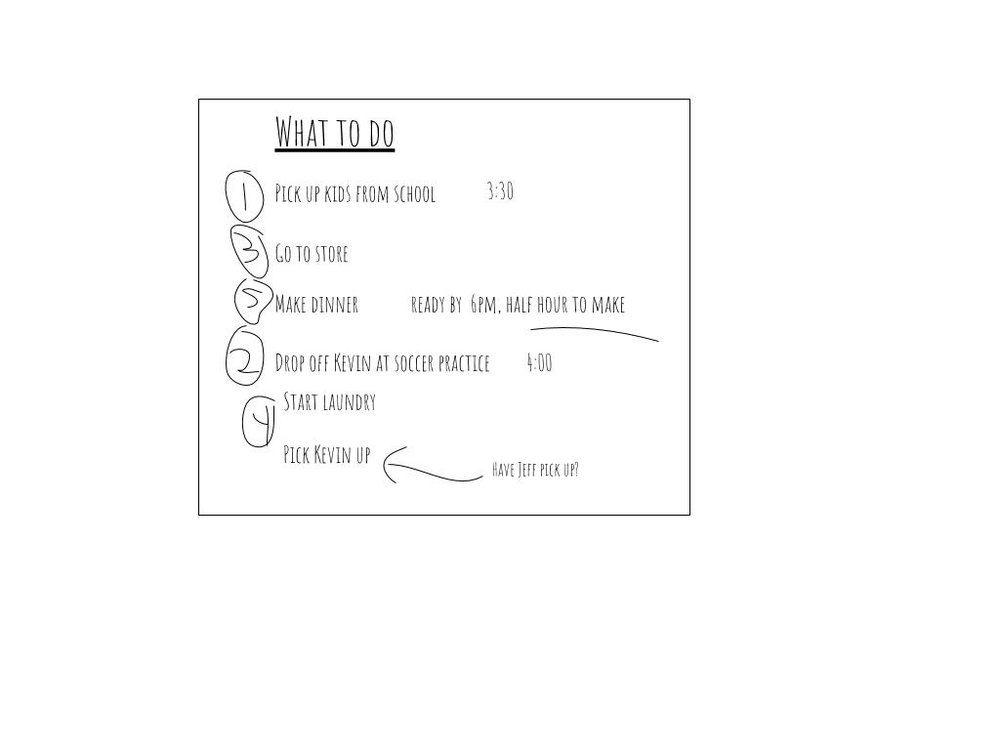 What to do
1 Pick up kids from school 3:30
3 Go to store
5 Make dinner ready by 6pm, half hour to make
2 Drop off Kevin at soccer practice 4:00
4 Start laundry
Pick Kevin up
Have Jeff pick up?